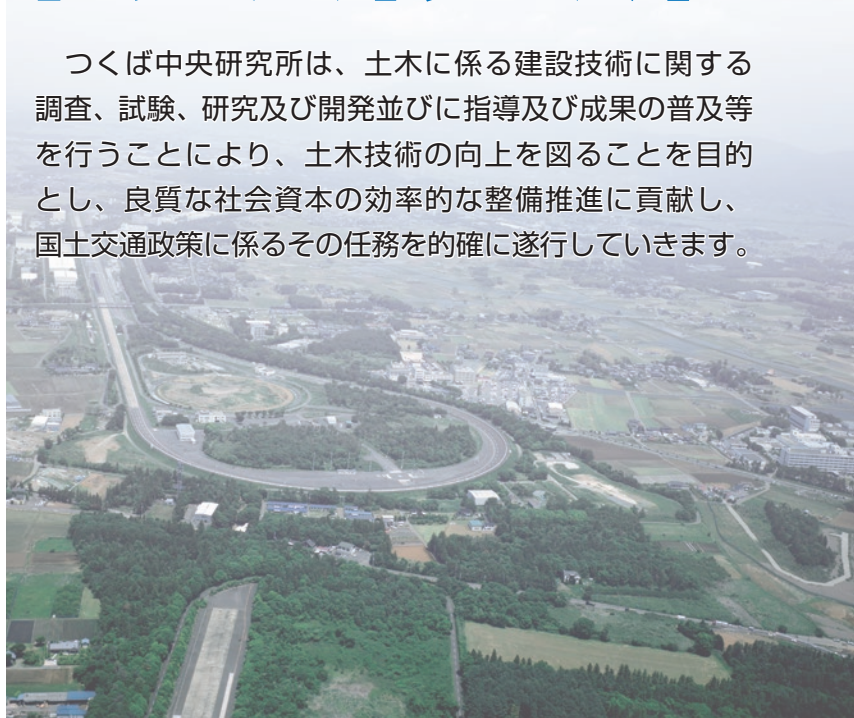 つくば中央研究所は、土木に係る建設技術に関する
調査、試験、研究及び開発並びに指導及び成果の普及等
を行うことにより、土木技術の向上を図ることを目的
とし、良質な社会資本の効率的な整備推進に貢献し、
国土交通政策に係るその任務を的確に遂行していきます。